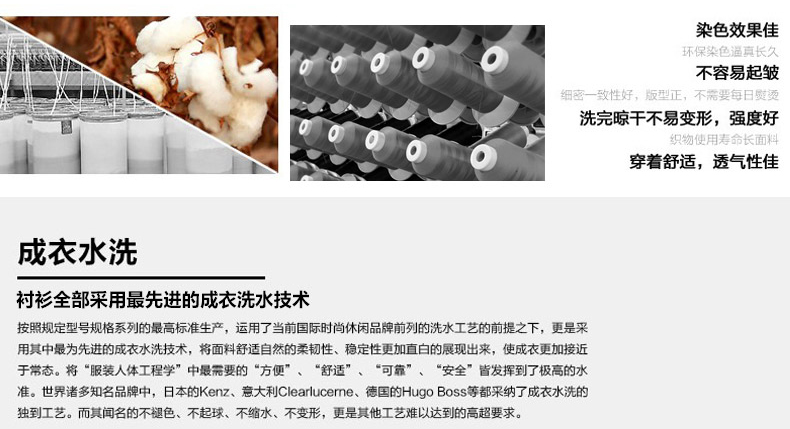 染色效果佳
环保染色逼真长久
不容易起皱
细密一致性好，版型正，不需要每日熨烫
洗完晾干不易变形，强度好
织物使用寿命长面料
穿着舒适，透气性佳
成衣水洗
衬衫全部采用最先进的成衣洗水技术
按照规定型号规格系列的最高标准生产，运用了当前国际时尚休闲品牌前列的洗水工艺的前提之下，更是采
用其中最为先进的成衣水洗技术，将面料舒适自然的柔韧性、稳定性更加直白的展现出来，使成衣更加接近
于常态。将“服装人体工程学”中最需要的“方便”、“舒适”、“可靠”、“安全”皆发挥到了极高的水
准。世界诸多知名品牌中，日本的Kenz、意大利Clearlucerne、德国的Hugo Boss等都采纳了成衣水洗的
独到工艺。而其闻名的不褪色、不起球、不缩水、不变形，更是其他工艺难以达到的高超要求。